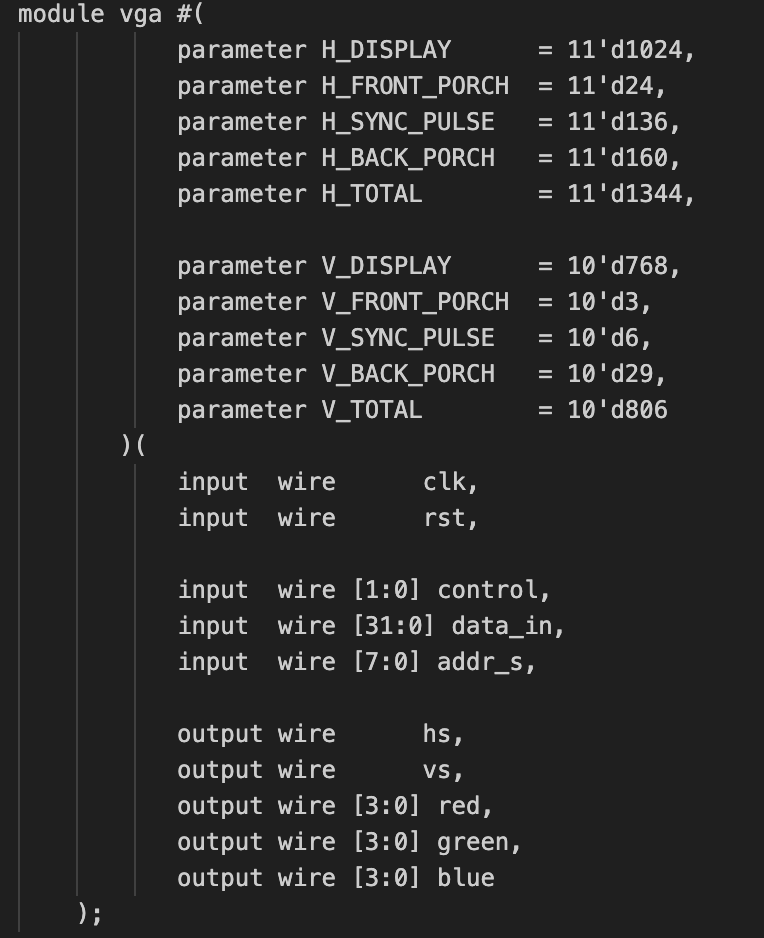 module vga #(
parameter H_DISPLAY = 11'd1024,
parameter H_FRONT_PORCH = 11'd24,
parameter H_SYNC_PULSE = 11'd136,
parameter H_BACK_PORCH = 11'd160,
parameter H_TOTAL = 11'd1344,
parameter V_DISPLAY = 10'd768,
parameter V_FRONT_PORCH = 10'd3,
parameter V_SYNC_PULSE = 10'd6,
parameter V_BACK_PORCH = 10'd29,
parameter V_TOTAL = 10'd806
)(
input wire clk,
input wire rst,
input wire [1:0] control,
input wire [31:0] data_in,
input wire [7:0] addr_s,
output wire hs,
output wire vs,
output wire [3:0] red,
output wire [3:0] green,
output wire [3:0] blue
);